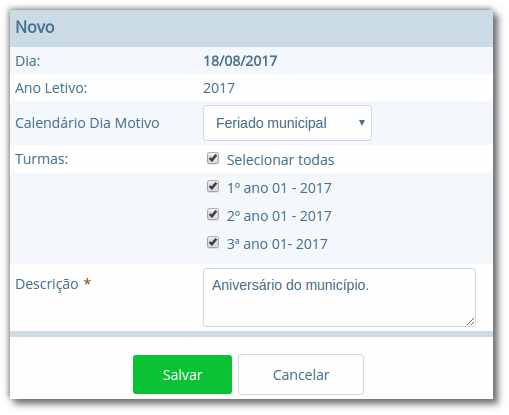 Novo
Dia: 18/08/2017
Ano Letivo: 2017
Calendário Dia Motivo Feriado municipal
Turmas: Selecionar todas
1º ano 01 - 2017
2º ano 01 - 2017
3ª ano 01- 2017
Descrição * Aniversário do município.
Salvar Cancelar